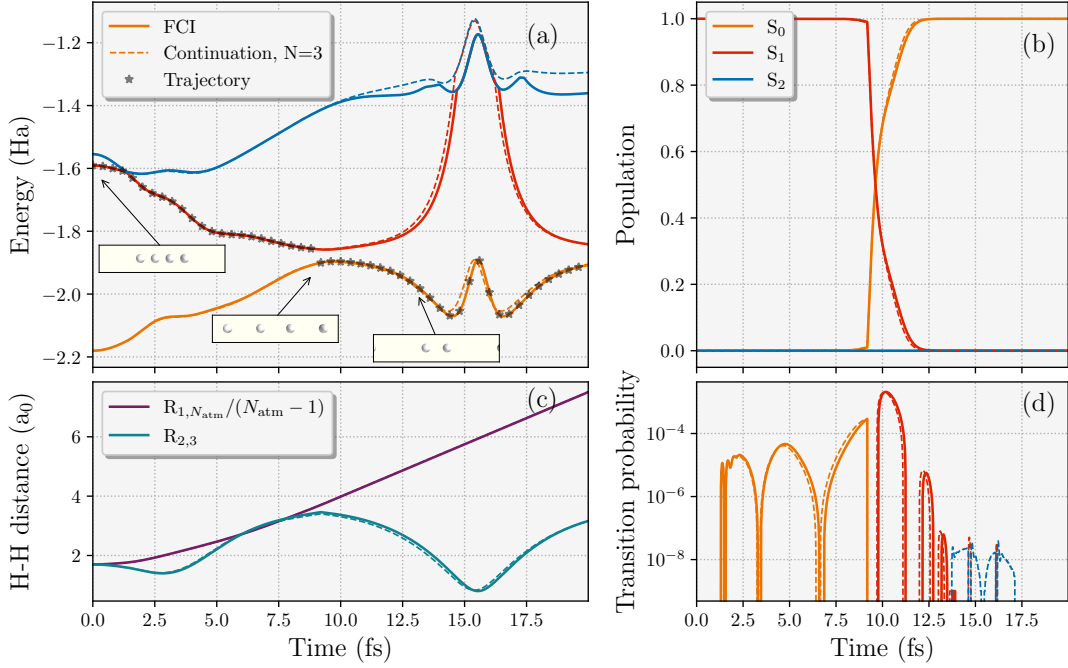 (a)
FCI
Continuation, N=3
Trajectory
Energy (Ha)
−1.2
−1.4
−1.6
−1.8
−2.0
−2.2
(b)
S₀
S₁
S₂
Population
1.0
0.8
0.6
0.4
0.2
0.0
(c)
R₁,Nₐₜₘ/(Nₐₜₘ − 1)
R₂,₃
H-H distance (a₀)
6
4
2
0.0 2.5 5.0 7.5 10.0 12.5 15.0 17.5
Time (fs)
(d)
Transition probability
10⁻⁴
10⁻⁶
10⁻⁸
0.0 2.5 5.0 7.5 10.0 12.5 15.0 17.5
Time (fs)